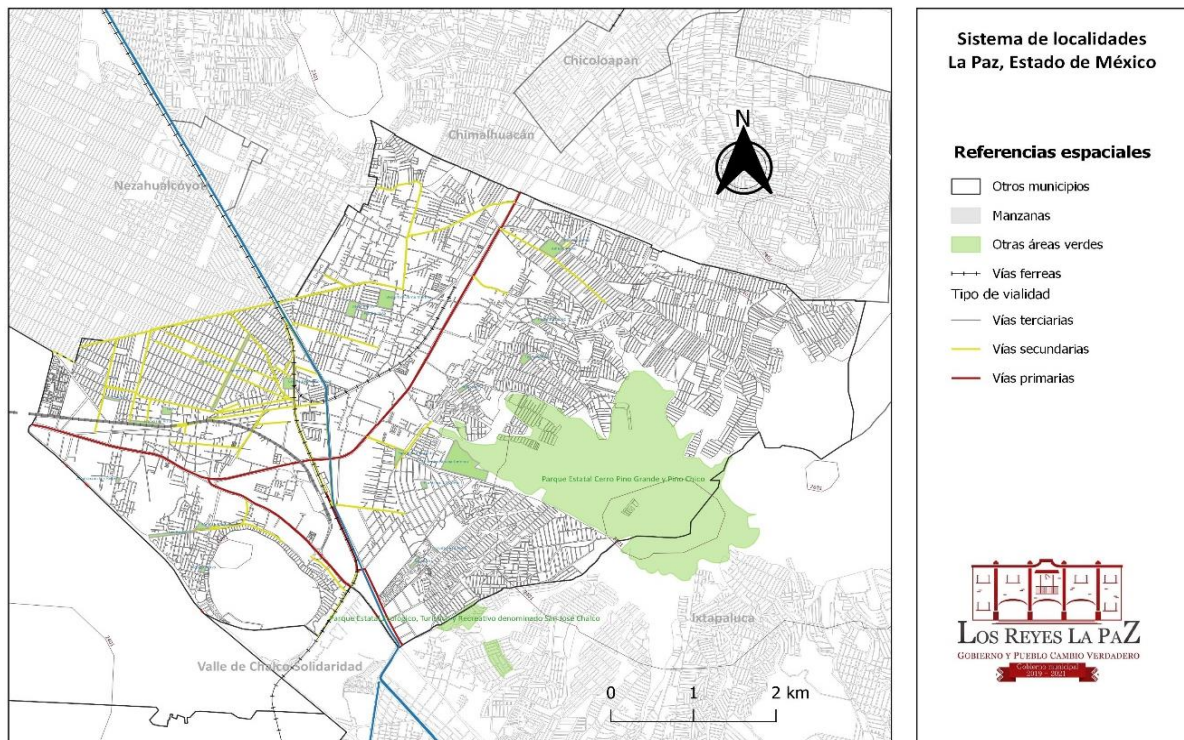 Chicoloapan
Chimalhuacán
Nezahualcóyotl
N
Parque Estatal Cerro Pino Grande y Pino Chico
Ixtapaluca
Valle de Chalco Solidaridad
0 1 2 km
Sistema de localidades
La Paz, Estado de México
Referencias espaciales
Otros municipios
Manzanas
Otras áreas verdes
Vías ferreas
Tipo de vialidad
Vías terciarias
Vías secundarias
Vías primarias
LOS REYES LA PAZ
GOBIERNO Y PUEBLO CAMBIO VERDADERO
Gobierno municipal
2019 - 2021